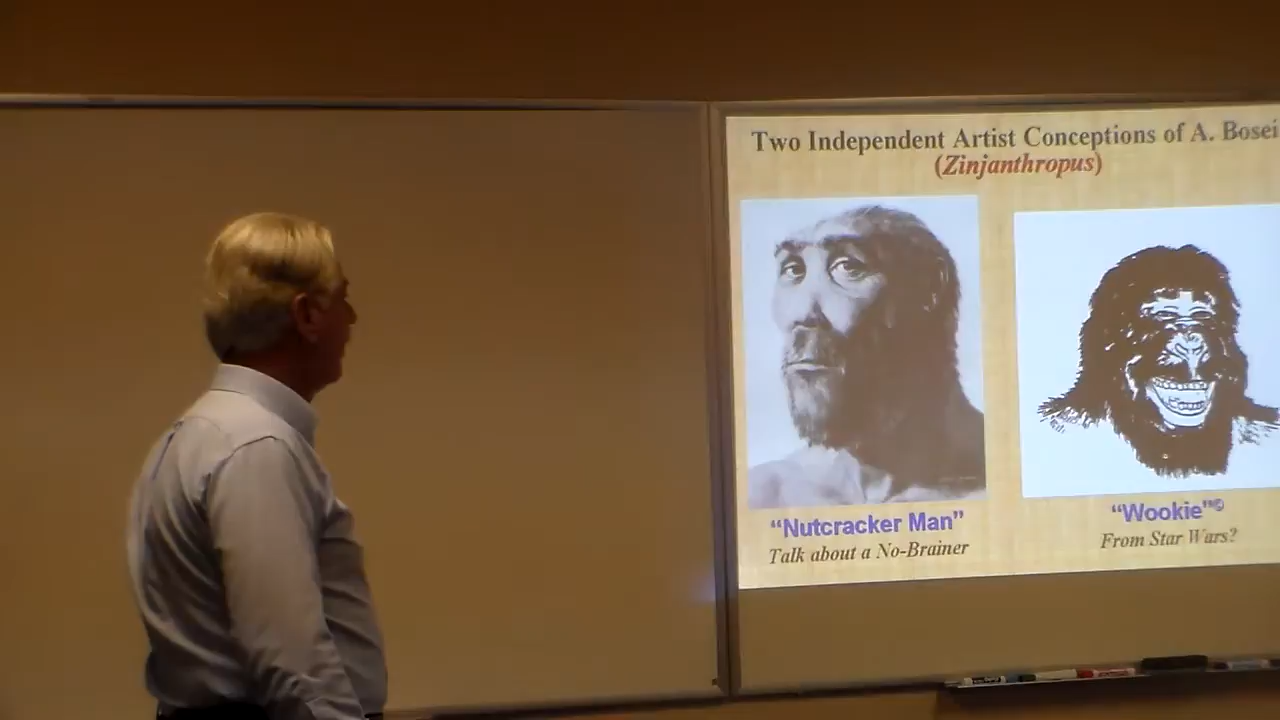 Two Independent Artist Conceptions of A. Bosei
(Zinjanthropus)
“Nutcracker Man”
Talk about a No-Brainer
“Wookie”©
From Star Wars?